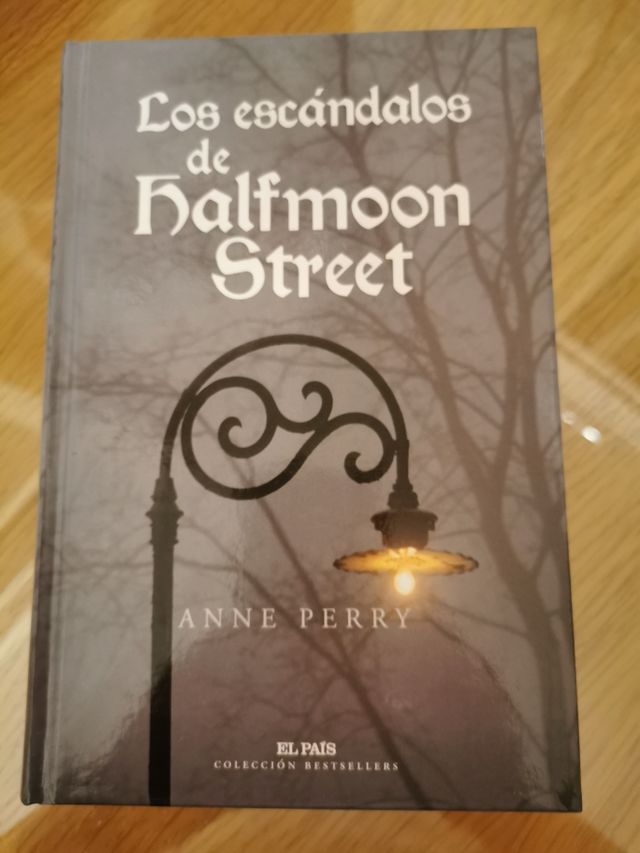 Los escándalos
de
Halfmoon
Street
ANNE PERRY
EL PAÍS
COLECCIÓN BESTSELLERS